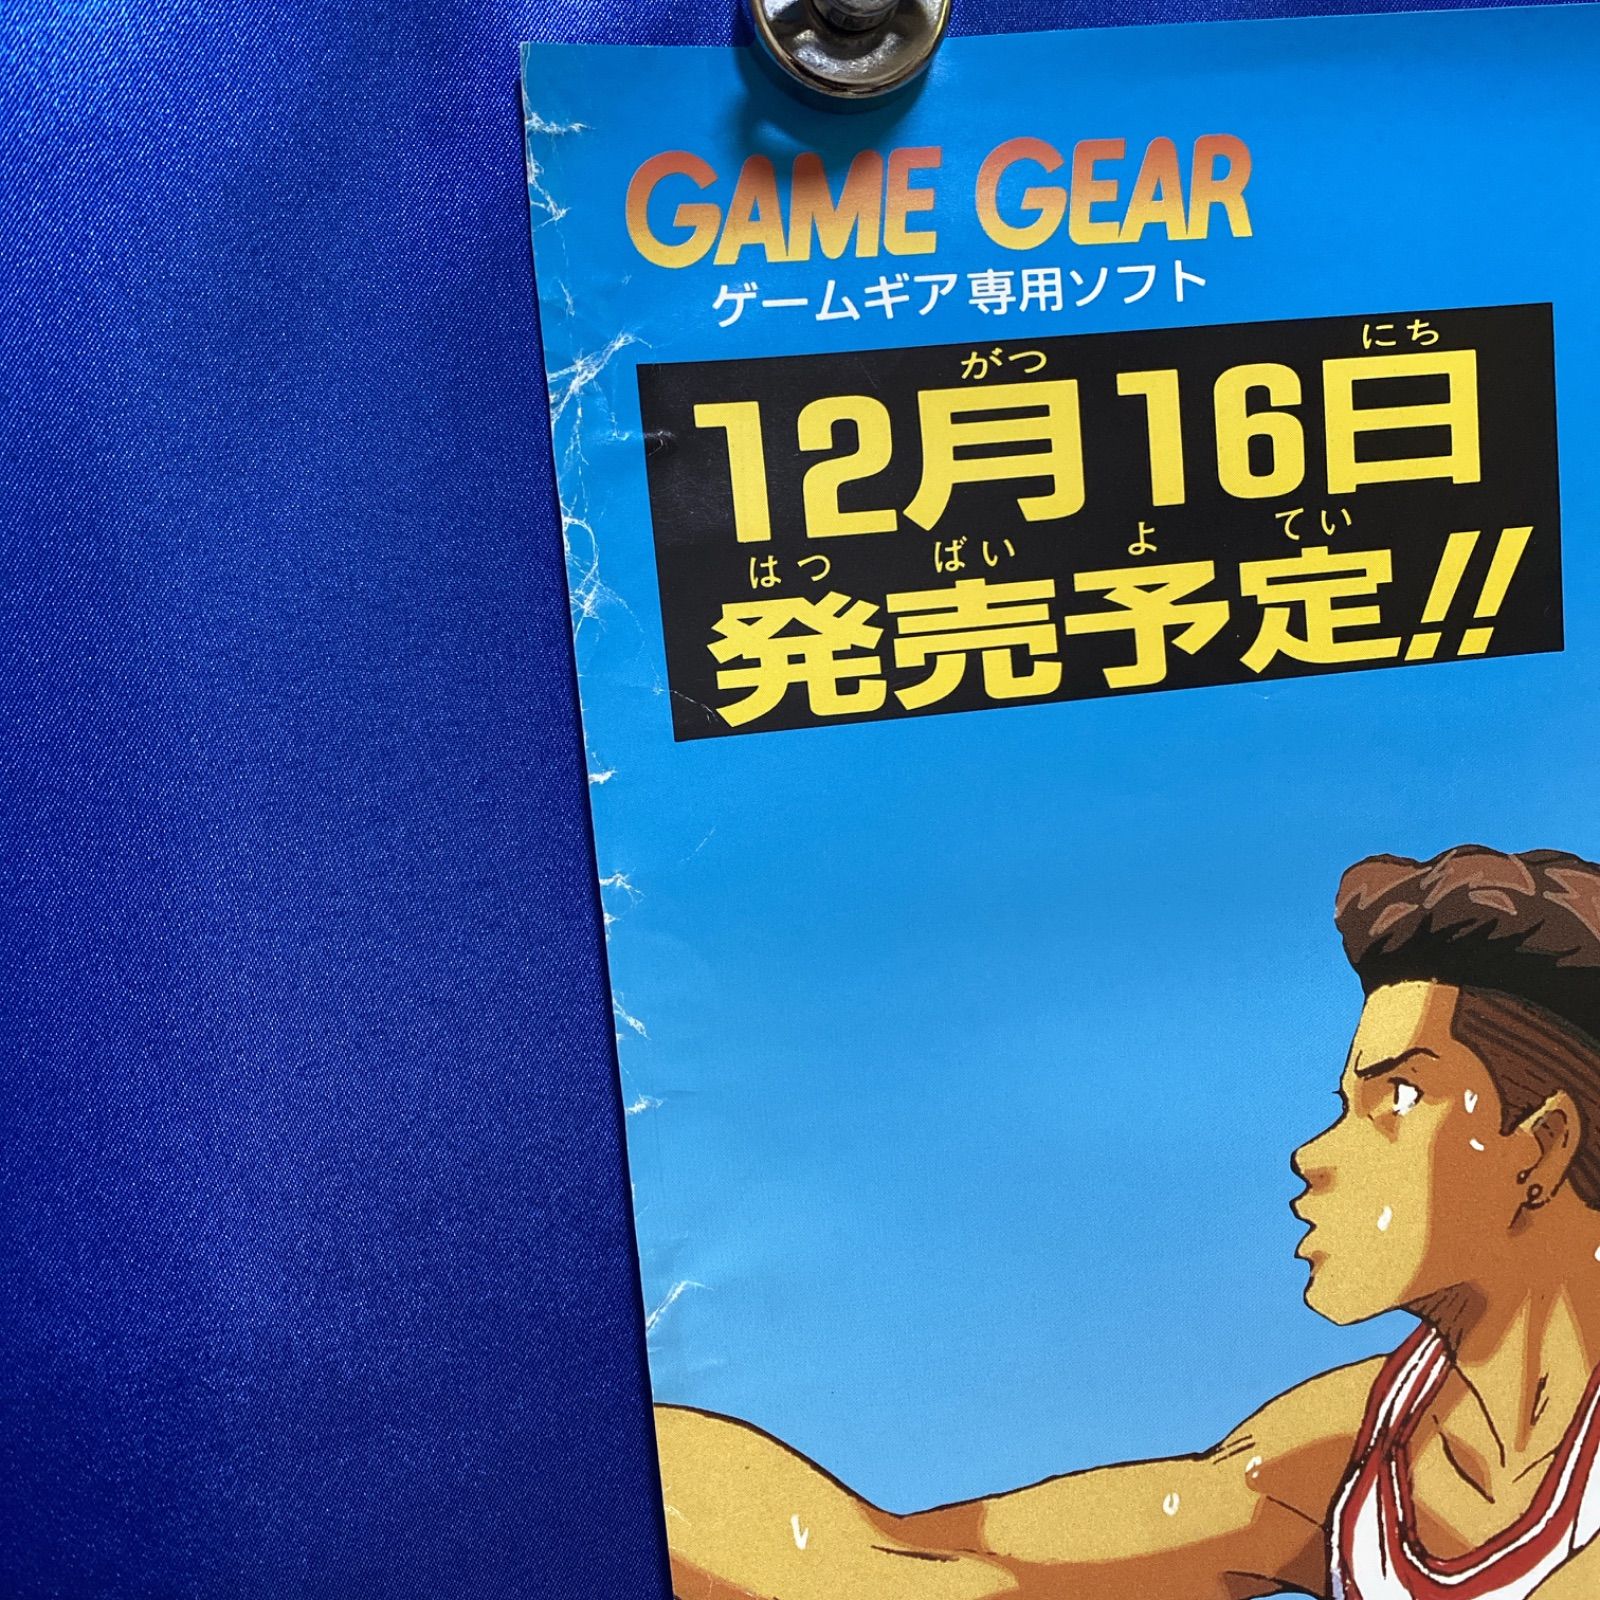 GAME GEAR
ゲームギア専用ソフト
がつ にち
12月16日
はつ ばい よ てい
発売予定!!